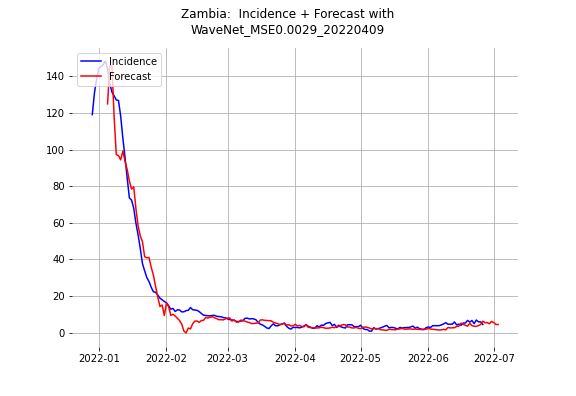 Zambia:  Incidence + Forecast with
WaveNet_MSE0.0029_20220409
Incidence
Forecast
140
120
100
80
60
40
20
0
2022-01 2022-02 2022-03 2022-04 2022-05 2022-06 2022-07